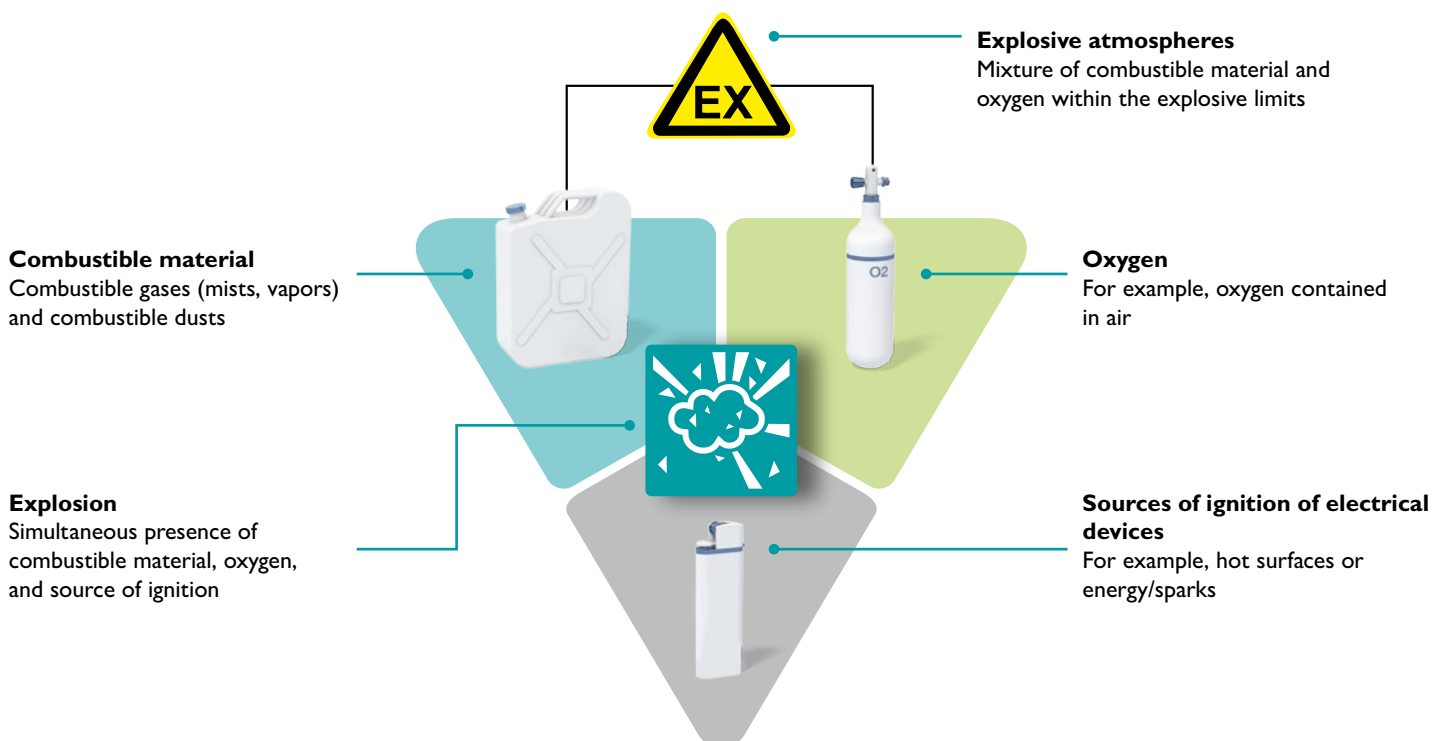 Explosive atmospheres
Mixture of combustible material and
oxygen within the explosive limits
EX
Combustible material
Combustible gases (mists, vapors)
and combustible dusts
O2
Oxygen
For example, oxygen contained
in air
Explosion
Simultaneous presence of
combustible material, oxygen,
and source of ignition
Sources of ignition of electrical
devices
For example, hot surfaces or
energy/sparks